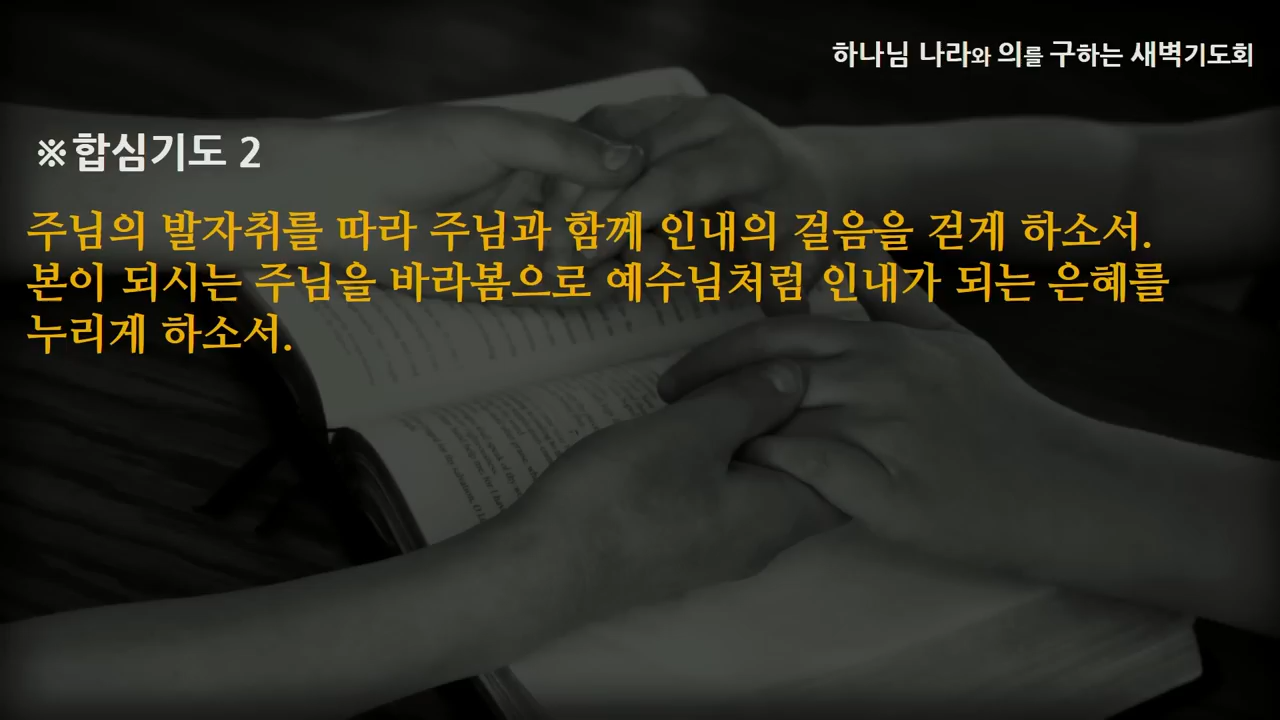 하나님 나라와 의를 구하는 새벽기도회
※합심기도 2
주님의 발자취를 따라 주님과 함께 인내의 걸음을 걷게 하소서.
본이 되시는 주님을 바라봄으로 예수님처럼 인내가 되는 은혜를
누리게 하소서.